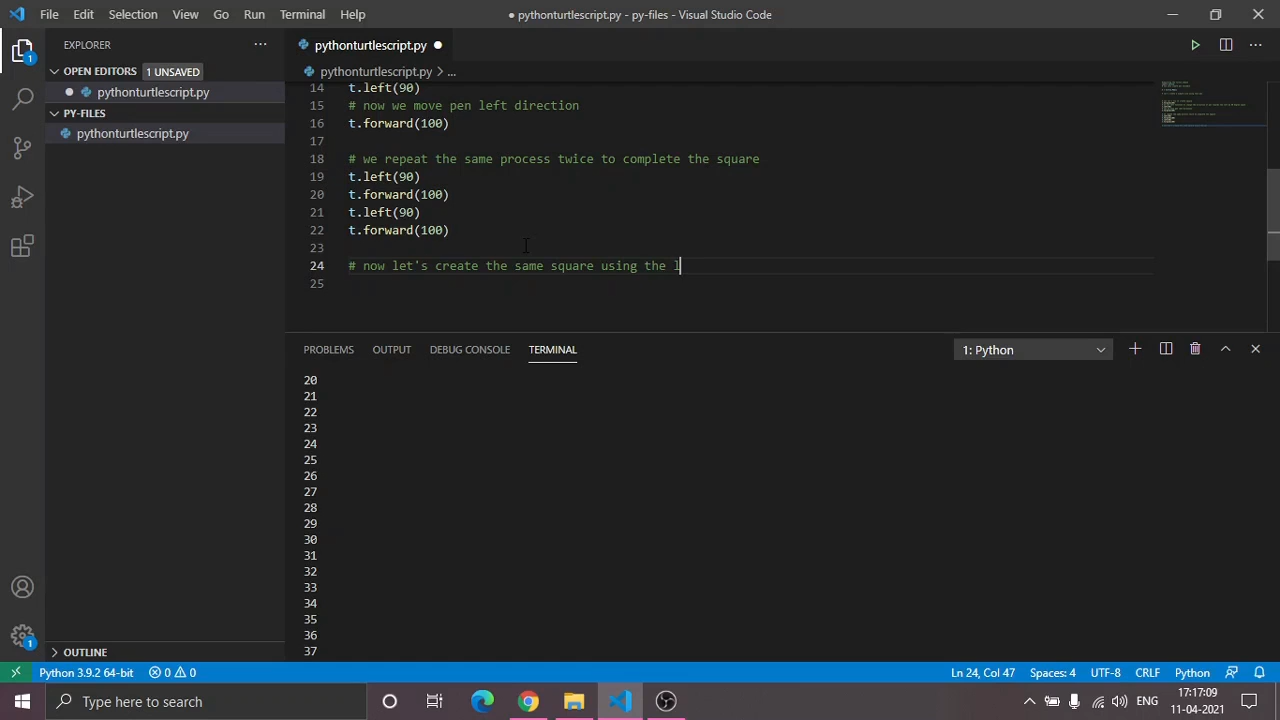 File Edit Selection View Go Run Terminal Help ● pythonturtlescript.py - py-files - Visual Studio Code
EXPLORER
OPEN EDITORS 1 UNSAVED
pythonturtlescript.py
PY-FILES
pythonturtlescript.py
OUTLINE
pythonturtlescript.py
pythonturtlescript.py > ...
14 t.left(90)
15 # now we move pen left direction
16 t.forward(100)
17
18 # we repeat the same process twice to complete the square
19 t.left(90)
20 t.forward(100)
21 t.left(90)
22 t.forward(100)
23
24 # now let's create the same square using the l
25
PROBLEMS OUTPUT DEBUG CONSOLE TERMINAL 1: Python
20
21
22
23
24
25
26
27
28
29
30
31
32
33
34
35
36
37
Python 3.9.2 64-bit 0 0 Ln 24, Col 47 Spaces: 4 UTF-8 CRLF Python
Type here to search
ENG
17:17:09
11-04-2021